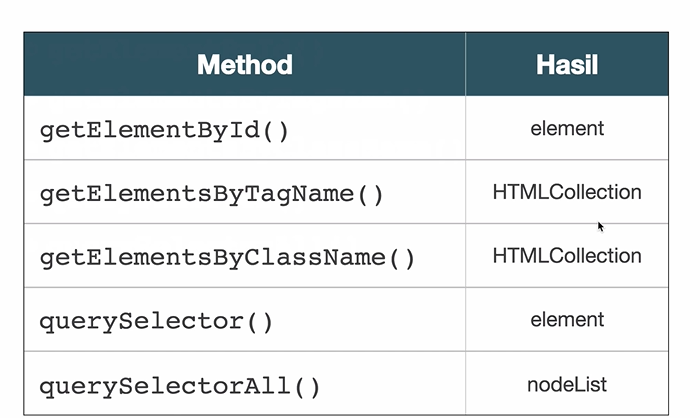 Method Hasil
getElementById() element
getElementsByTagName() HTMLCollection
getElementsByClassName() HTMLCollection
querySelector() element
querySelectorAll() nodeList